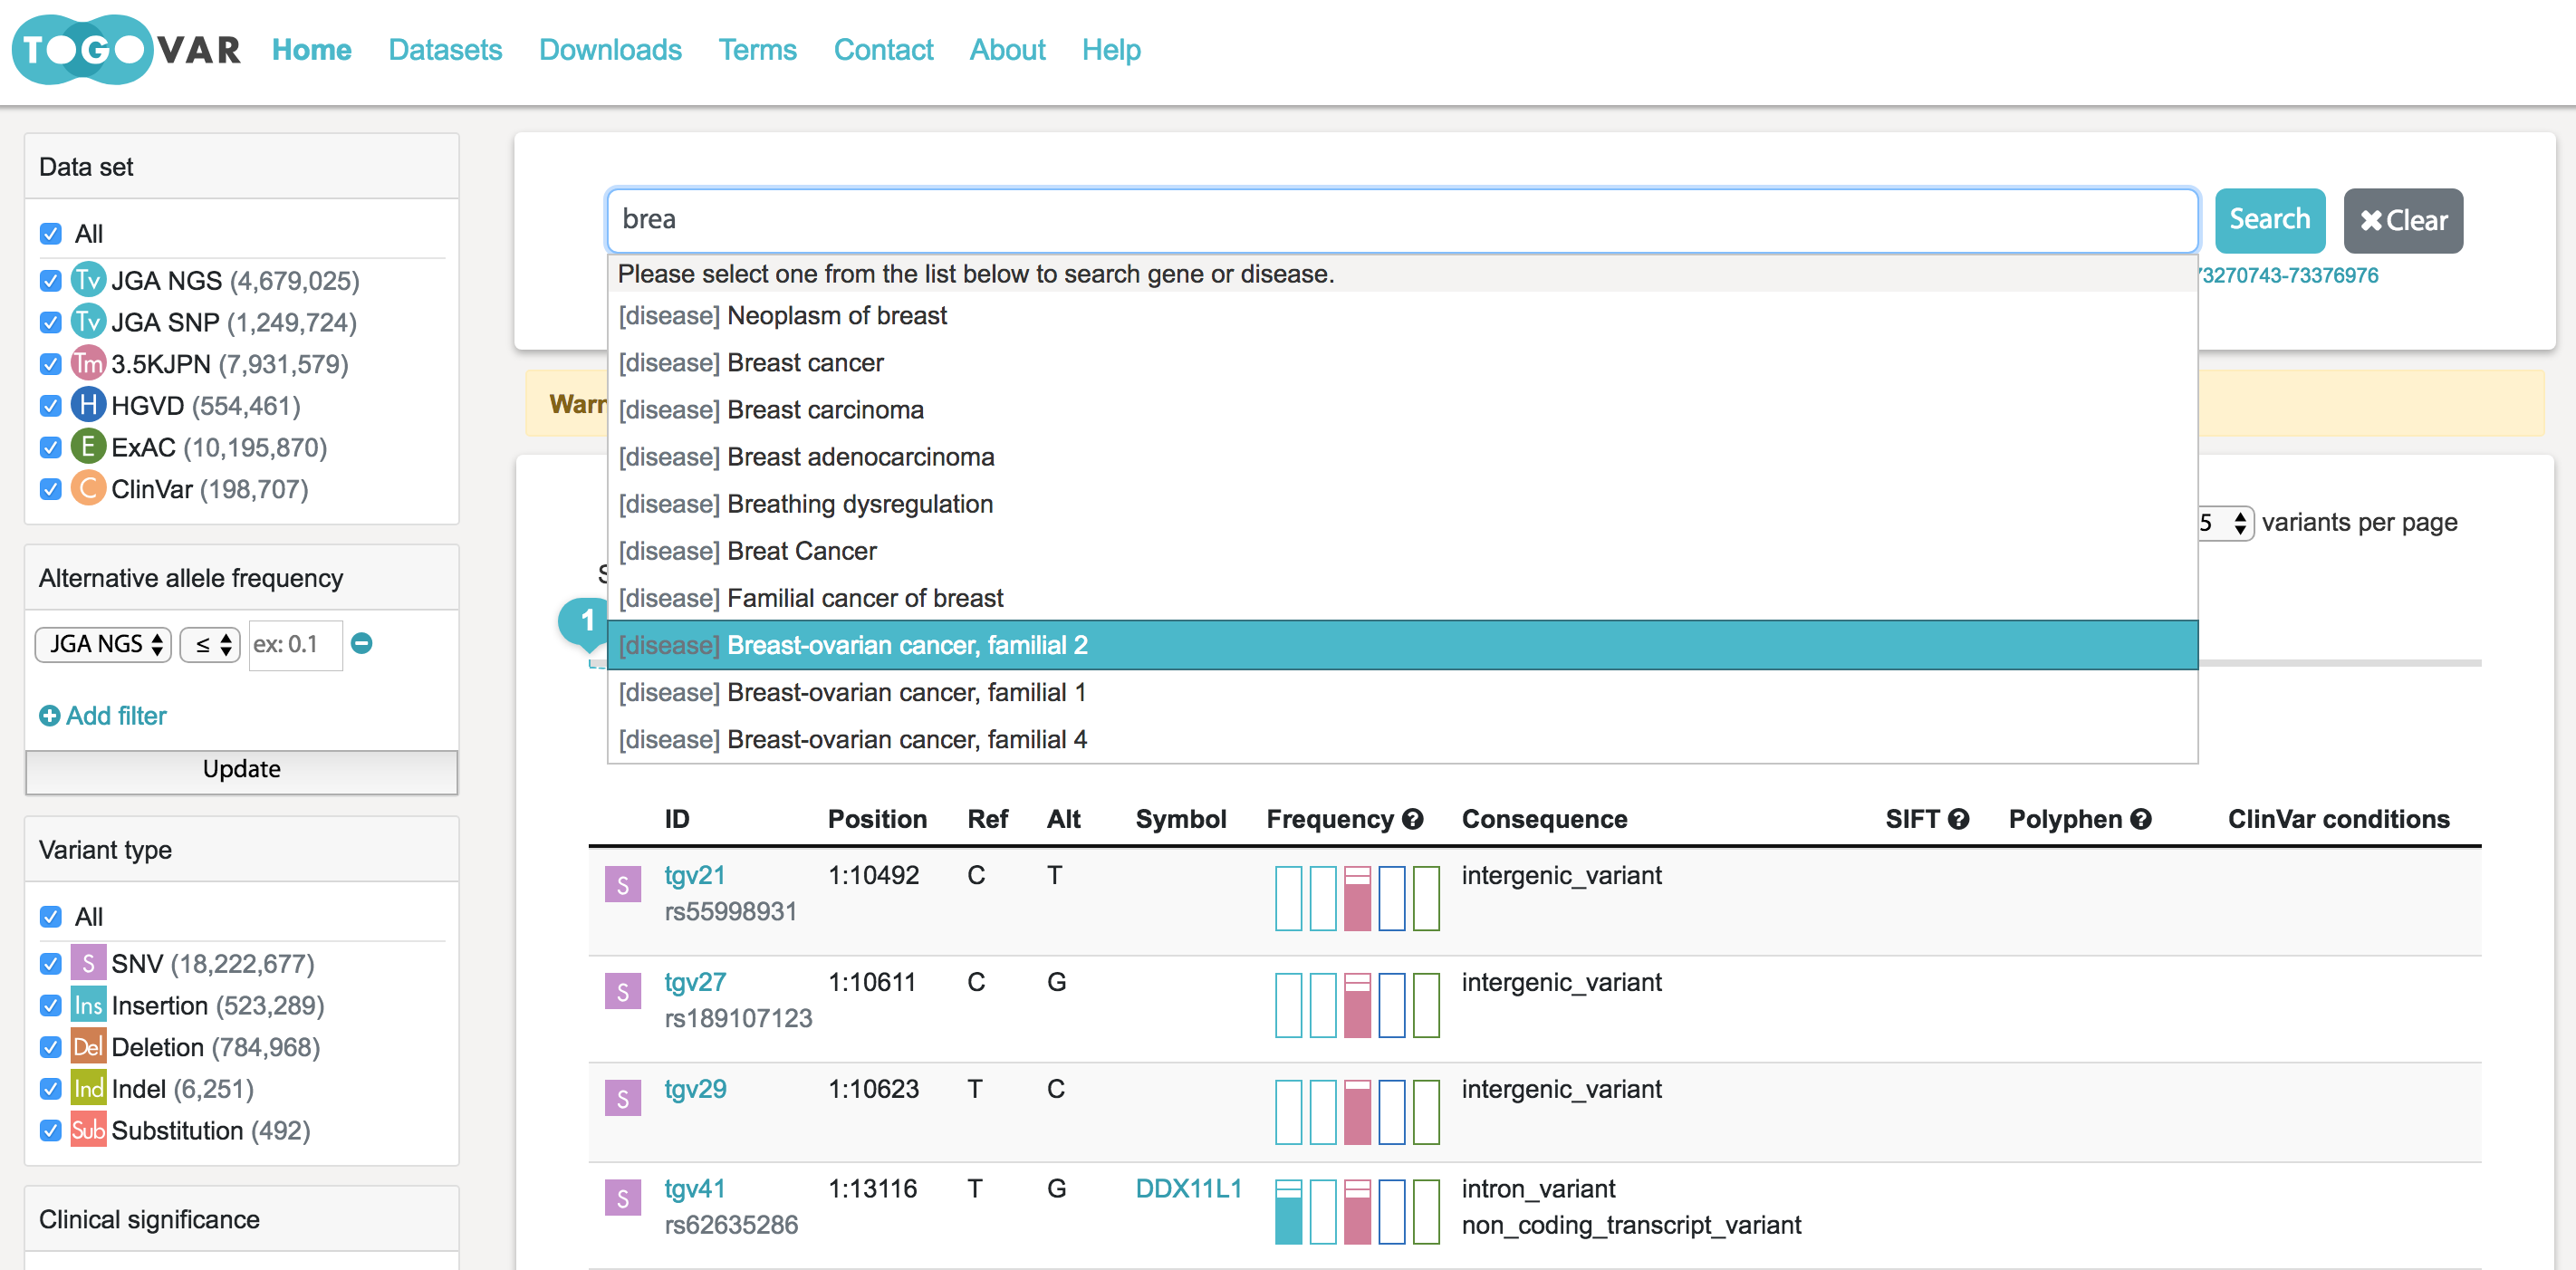 TOGOVAR Home Datasets Downloads Terms Contact About Help
Data set
All
Tv JGA NGS (4,679,025)
Tv JGA SNP (1,249,724)
Tm 3.5KJPN (7,931,579)
H HGVD (554,461)
E ExAC (10,195,870)
C ClinVar (198,707)
Alternative allele frequency
JGA NGS ≤ ex: 0.1
Add filter
Update
Variant type
All
S SNV (18,222,677)
Ins Insertion (523,289)
Del Deletion (784,968)
Ind Indel (6,251)
Sub Substitution (492)
Clinical significance
brea Search Clear
Please select one from the list below to search gene or disease.
73270743-73376976
[disease] Neoplasm of breast
[disease] Breast cancer
[disease] Breast carcinoma
[disease] Breast adenocarcinoma
[disease] Breathing dysregulation
[disease] Breat Cancer
[disease] Familial cancer of breast
[disease] Breast-ovarian cancer, familial 2
[disease] Breast-ovarian cancer, familial 1
[disease] Breast-ovarian cancer, familial 4
5 variants per page
1
ID Position Ref Alt Symbol Frequency ? Consequence SIFT ? Polyphen ? ClinVar conditions
S tgv21 1:10492 C T intergenic_variant
rs55998931
S tgv27 1:10611 C G intergenic_variant
rs189107123
S tgv29 1:10623 T C intergenic_variant
S tgv41 1:13116 T G DDX11L1 intron_variant
rs62635286 non_coding_transcript_variant